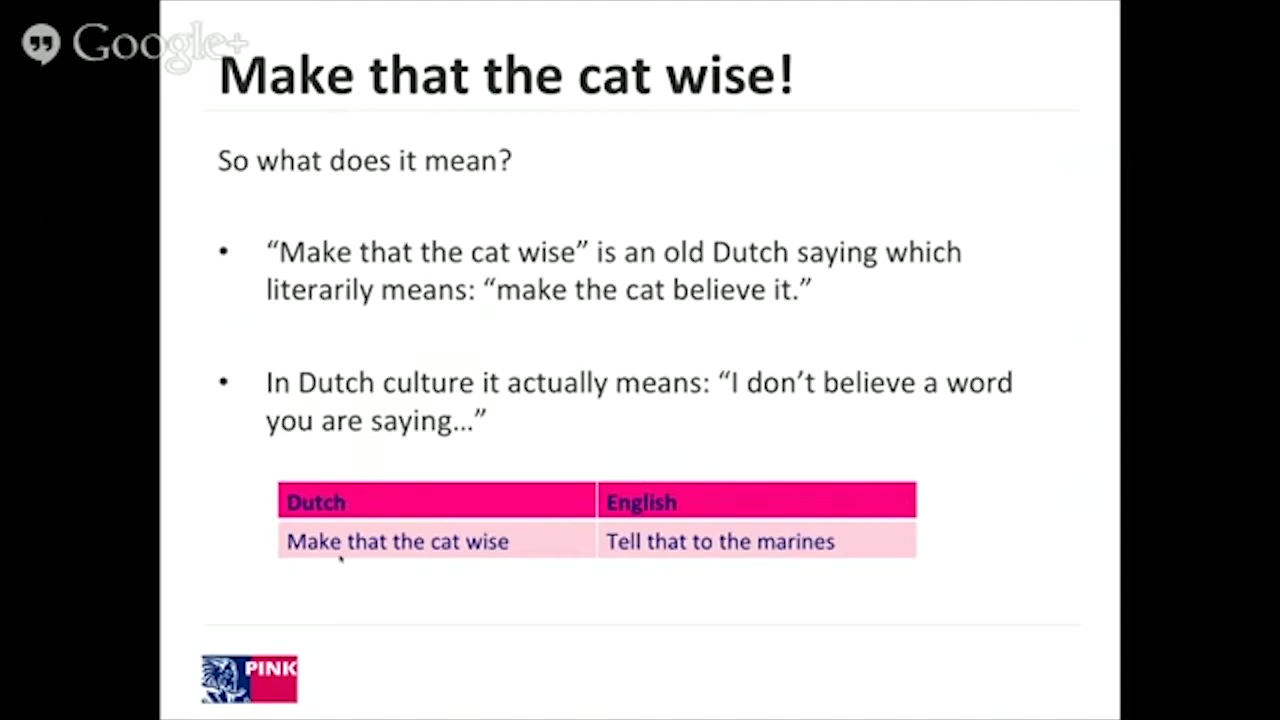 Google+
Make that the cat wise!
So what does it mean?
• “Make that the cat wise” is an old Dutch saying which
literarily means: “make the cat believe it.”
• In Dutch culture it actually means: “I don’t believe a word
you are saying…”
Dutch English
Make that the cat wise Tell that to the marines
PINK